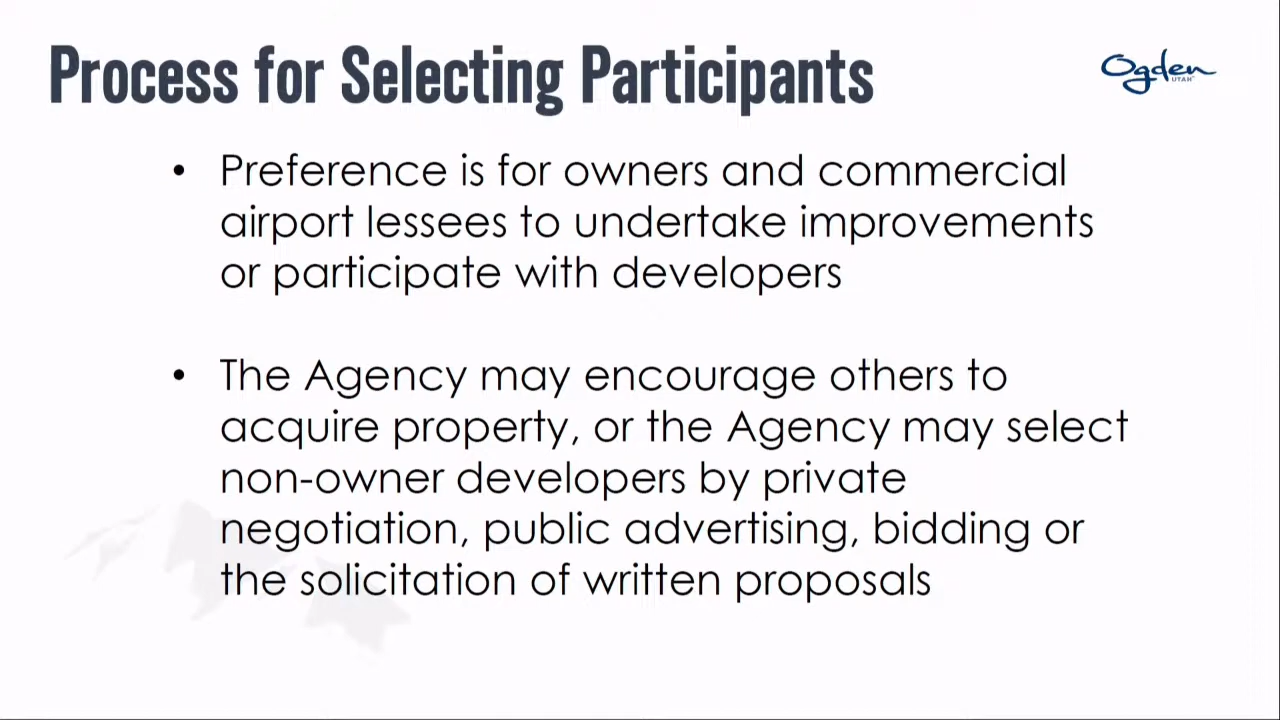 Process for Selecting Participants
Ogden
UTAH
• Preference is for owners and commercial
airport lessees to undertake improvements
or participate with developers
• The Agency may encourage others to
acquire property, or the Agency may select
non-owner developers by private
negotiation, public advertising, bidding or
the solicitation of written proposals